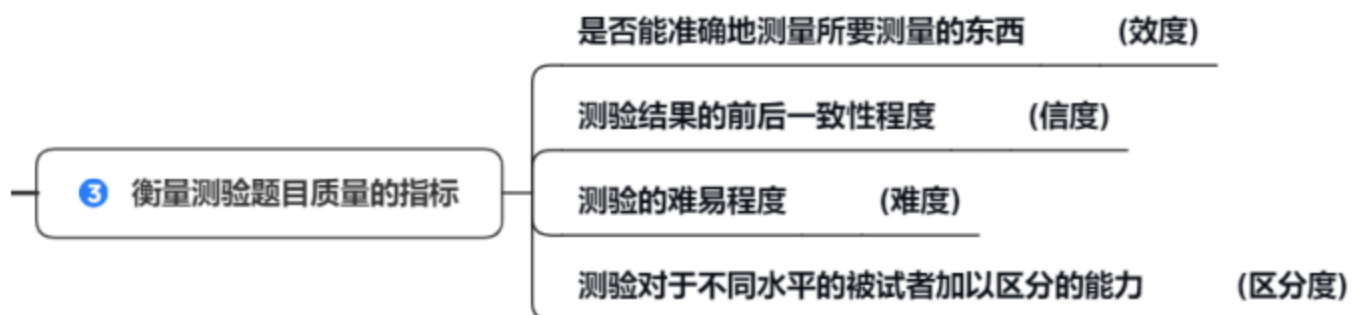 是否能准确地测量所要测量的东西 (效度)
测验结果的前后一致性程度 (信度)
3 衡量测验题目质量的指标
测验的难易程度 (难度)
测验对于不同水平的被试者加以区分的能力 (区分度)